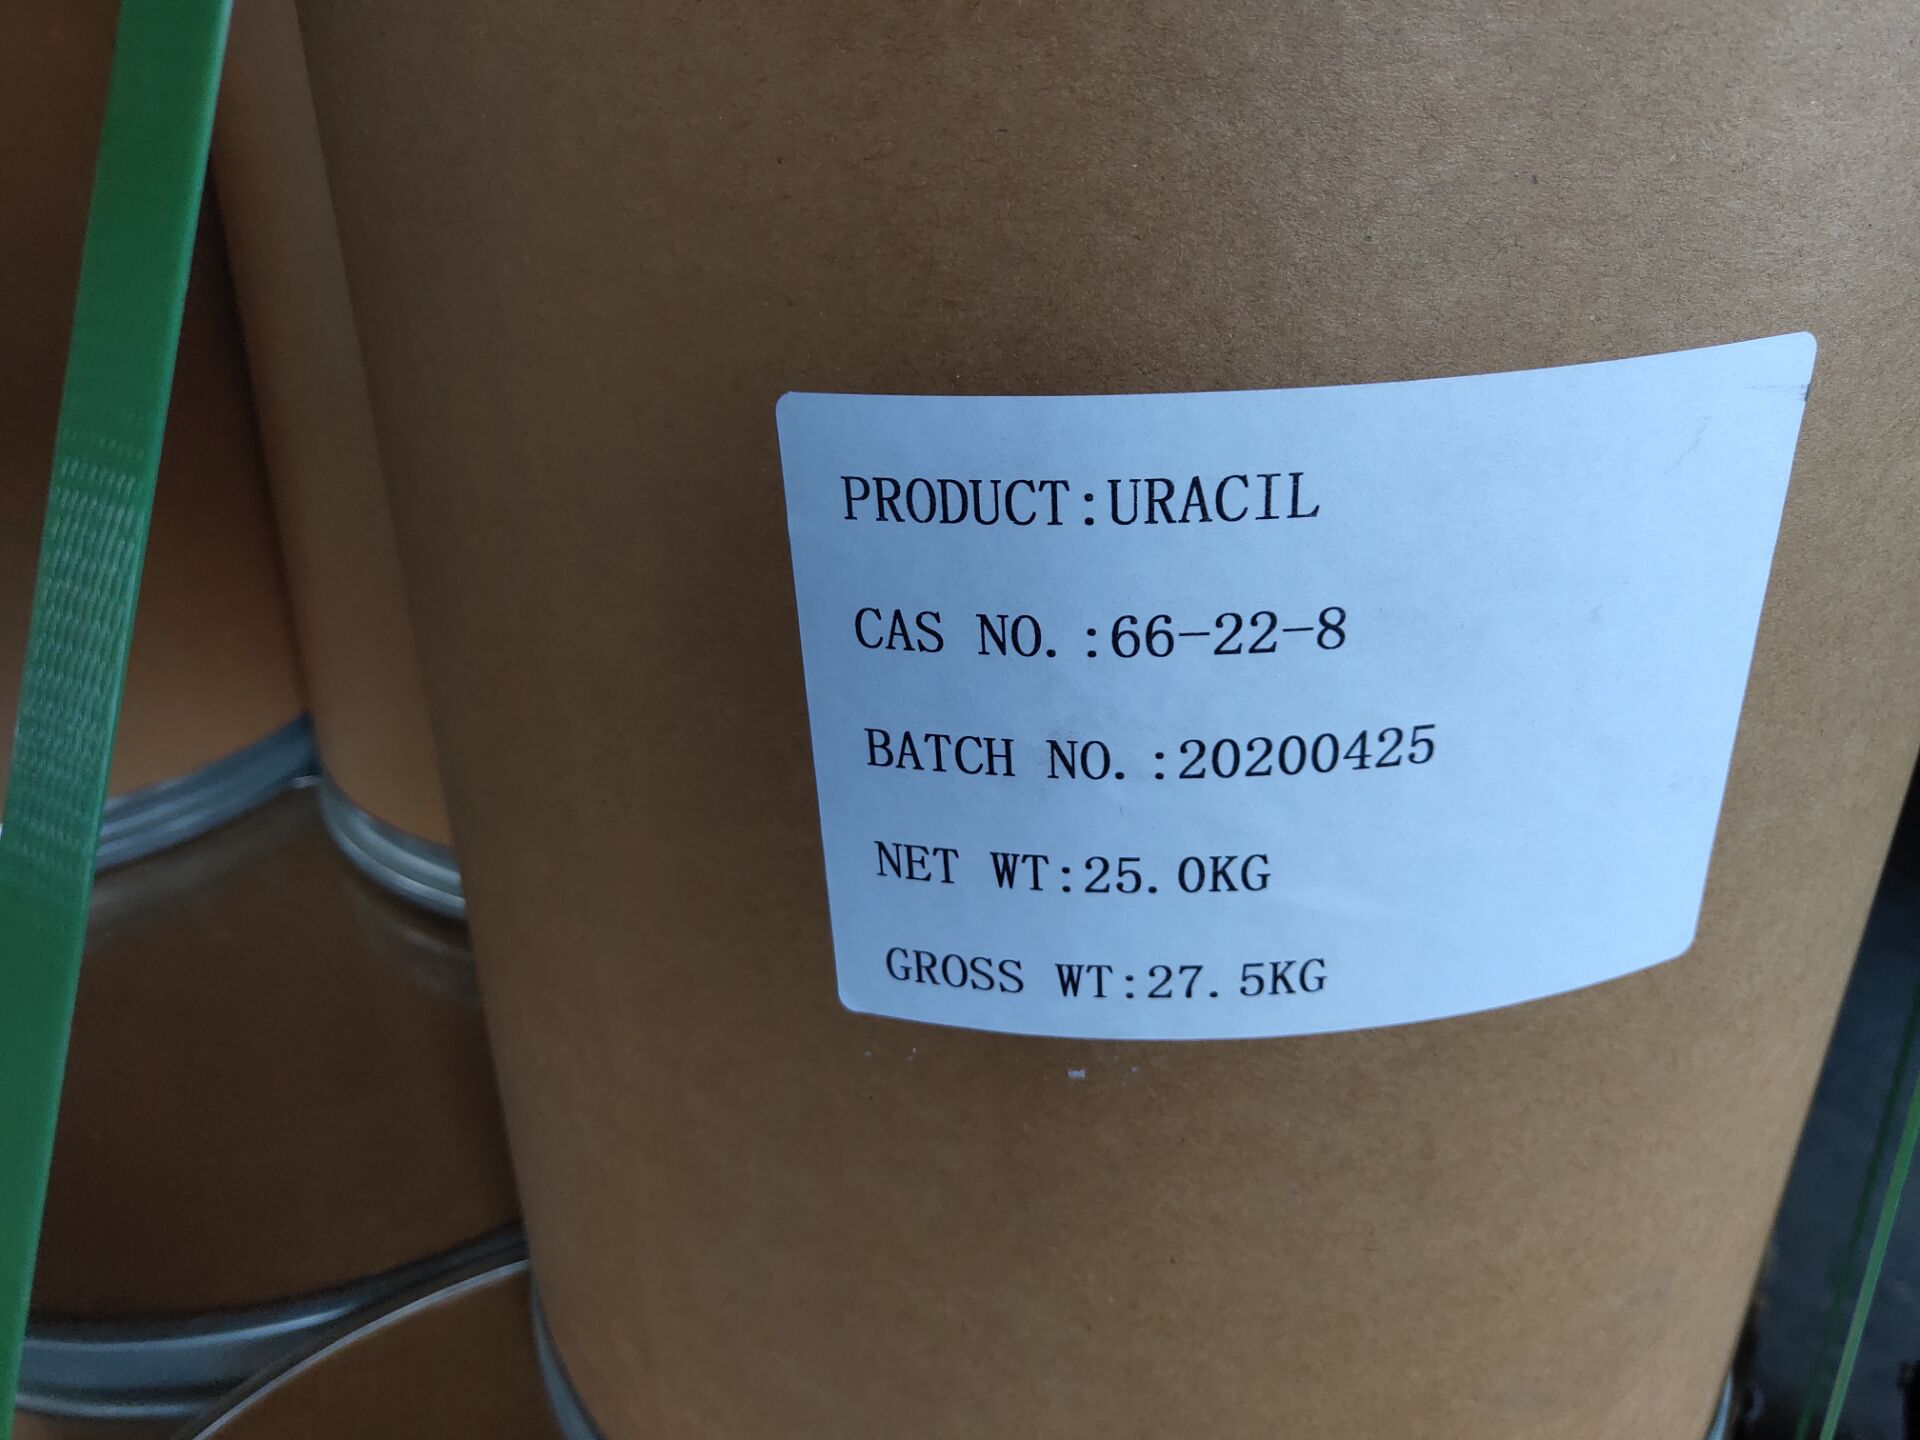 PRODUCT:URACIL
CAS NO.:66-22-8
BATCH NO.:20200425
NET WT:25.0KG
GROSS WT:27.5KG